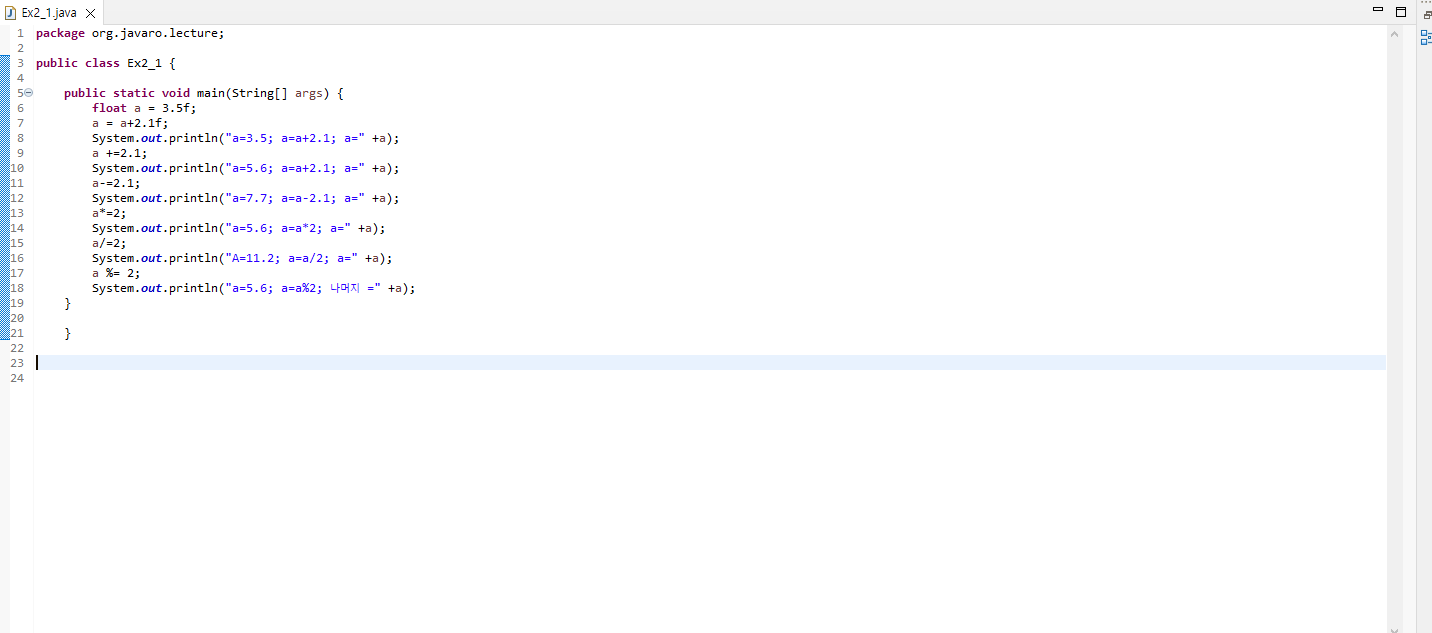 Ex2_1.java
1 package org.javaro.lecture;
2
3 public class Ex2_1 {
4
5 public static void main(String[] args) {
6 float a = 3.5f;
7 a = a+2.1f;
8 System.out.println("a=3.5; a=a+2.1; a=" +a);
9 a +=2.1;
10 System.out.println("a=5.6; a=a+2.1; a=" +a);
11 a-=2.1;
12 System.out.println("a=7.7; a=a-2.1; a=" +a);
13 a*=2;
14 System.out.println("a=5.6; a=a*2; a=" +a);
15 a/=2;
16 System.out.println("A=11.2; a=a/2; a=" +a);
17 a %= 2;
18 System.out.println("a=5.6; a=a%2; 나머지 =" +a);
19 }
20
21 }
22
23
24